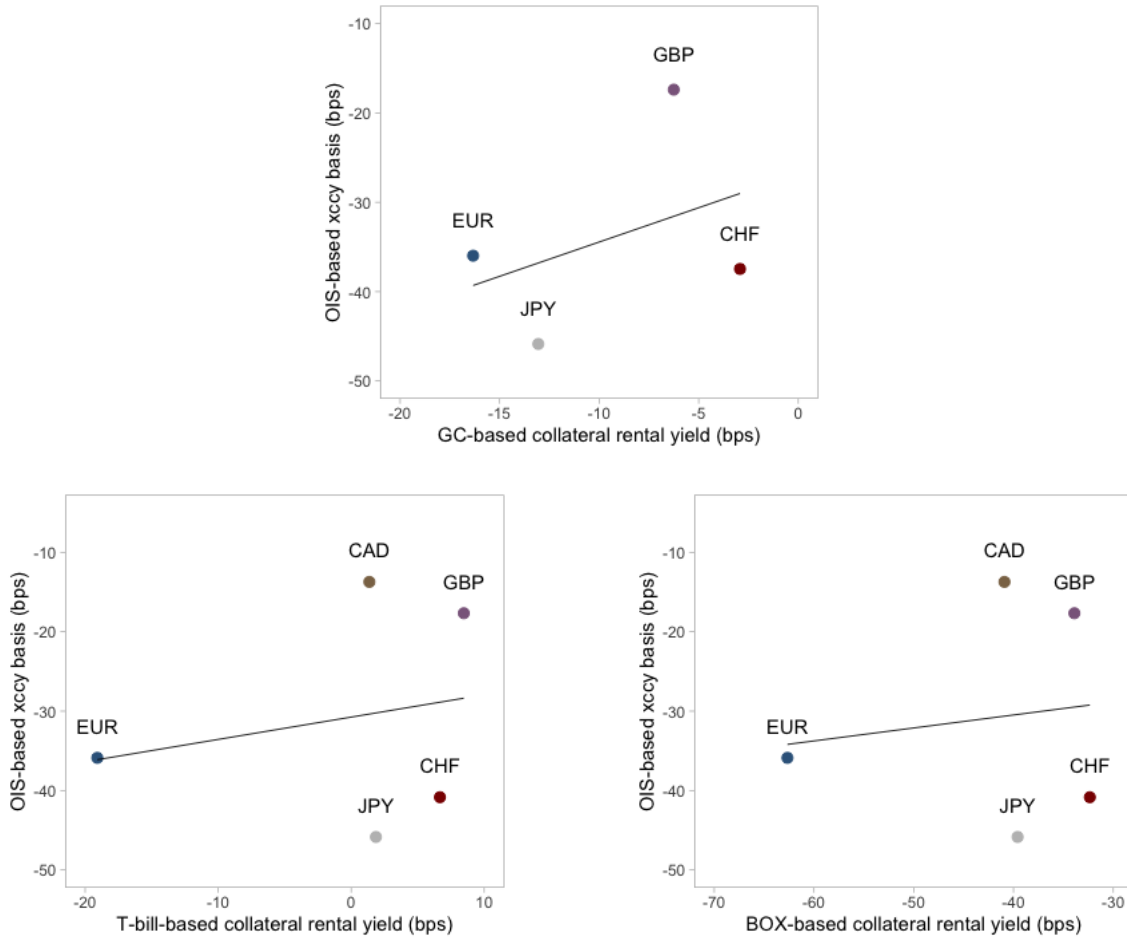 -10
GBP
-20
OIS-based xccy basis (bps)
EUR
-30
CHF
-40
JPY
-50
-20 -15 -10 -5 0
GC-based collateral rental yield (bps)
CAD
-10
GBP
-20
OIS-based xccy basis (bps)
-30
EUR
CHF
-40
JPY
-50
-20 -10 0 10
T-bill-based collateral rental yield (bps)
CAD
-10
GBP
-20
OIS-based xccy basis (bps)
-30
EUR
CHF
-40
JPY
-50
-70 -60 -50 -40 -30
BOX-based collateral rental yield (bps)